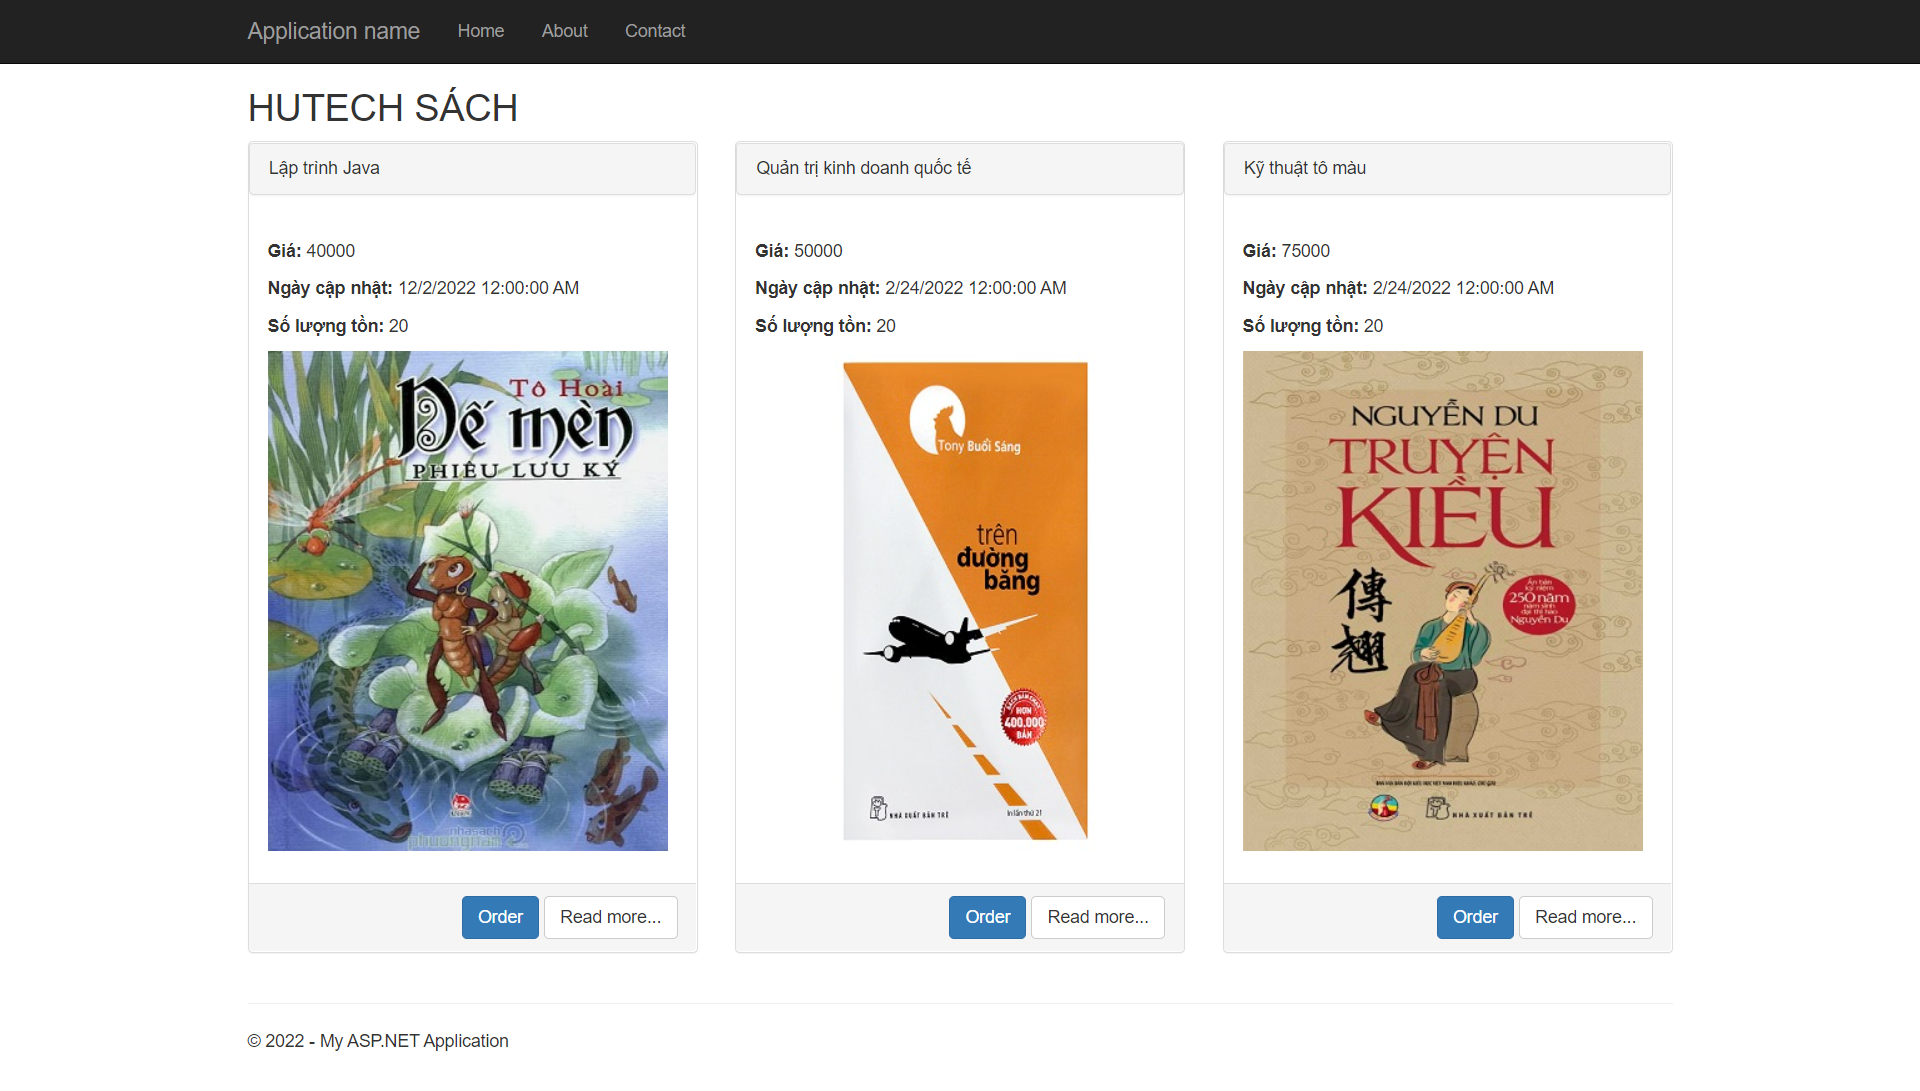 Application name Home About Contact
HUTECH SÁCH
Lập trình Java
Giá: 40000
Ngày cập nhật: 12/2/2022 12:00:00 AM
Số lượng tồn: 20
Tô Hoài
Dế mèn
PHIÊU LƯU KÝ
nhasach
phuongnam
Order Read more...
Quản trị kinh doanh quốc tế
Giá: 50000
Ngày cập nhật: 2/24/2022 12:00:00 AM
Số lượng tồn: 20
Tony Buổi Sáng
trên
đường
băng
SÁCH BÁN CHẠY
HƠN
400.000
BẢN
NHÀ XUẤT BẢN TRẺ
In lần thứ 21
Order Read more...
Kỹ thuật tô màu
Giá: 75000
Ngày cập nhật: 2/24/2022 12:00:00 AM
Số lượng tồn: 20
NGUYỄN DU
TRUYỆN
KIỀU
傳
翹
Ấn bản
kỷ niệm
250 năm
năm sinh
đại thi hào
Nguyễn Du
NHÀ XUẤT BẢN TRẺ
Order Read more...
© 2022 - My ASP.NET Application